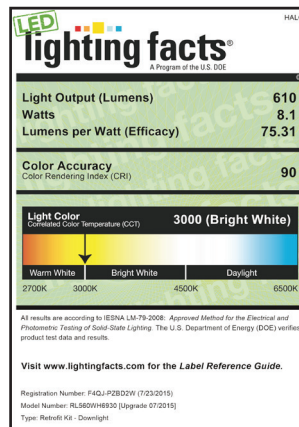 LED
HALO
lighting facts®
A Program of the U.S. DOE
Light Output (Lumens) 610
Watts 8.1
Lumens per Watt (Efficacy) 75.31
Color Accuracy 90
Color Rendering Index (CRI)
Light Color 3000 (Bright White)
Correlated Color Temperature (CCT)
Warm White Bright White Daylight
2700K 3000K 4500K 6500K
All results are according to IESNA LM-79-2008: Approved Method for the Electrical and
Photometric Testing of Solid-State Lighting. The U.S. Department of Energy (DOE) verifies
product test data and results.
Visit www.lightingfacts.com for the Label Reference Guide.
Registration Number: F4QJ-PZBD2W (7/23/2015)
Model Number: RL560WH6930 [Upgrade 07/2015]
Type: Retrofit Kit - Downlight